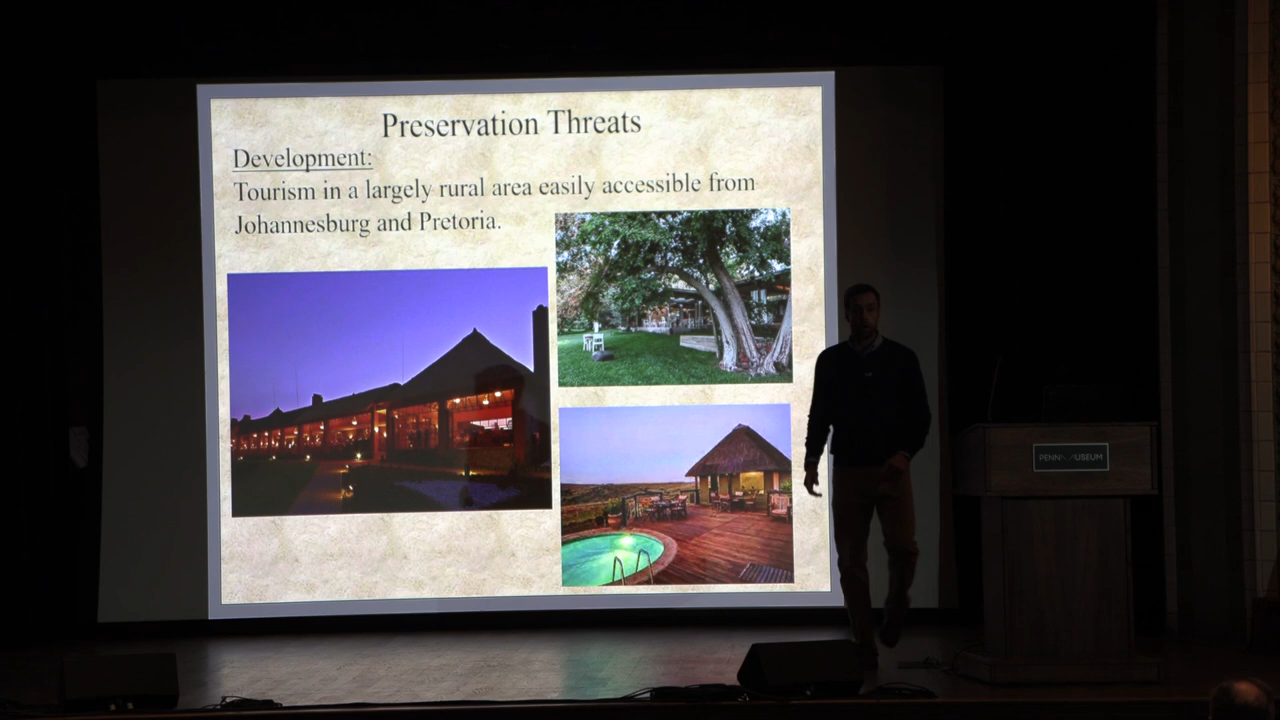 Preservation Threats
Development:
Tourism in a largely rural area easily accessible from
Johannesburg and Pretoria.
PENN MUSEUM